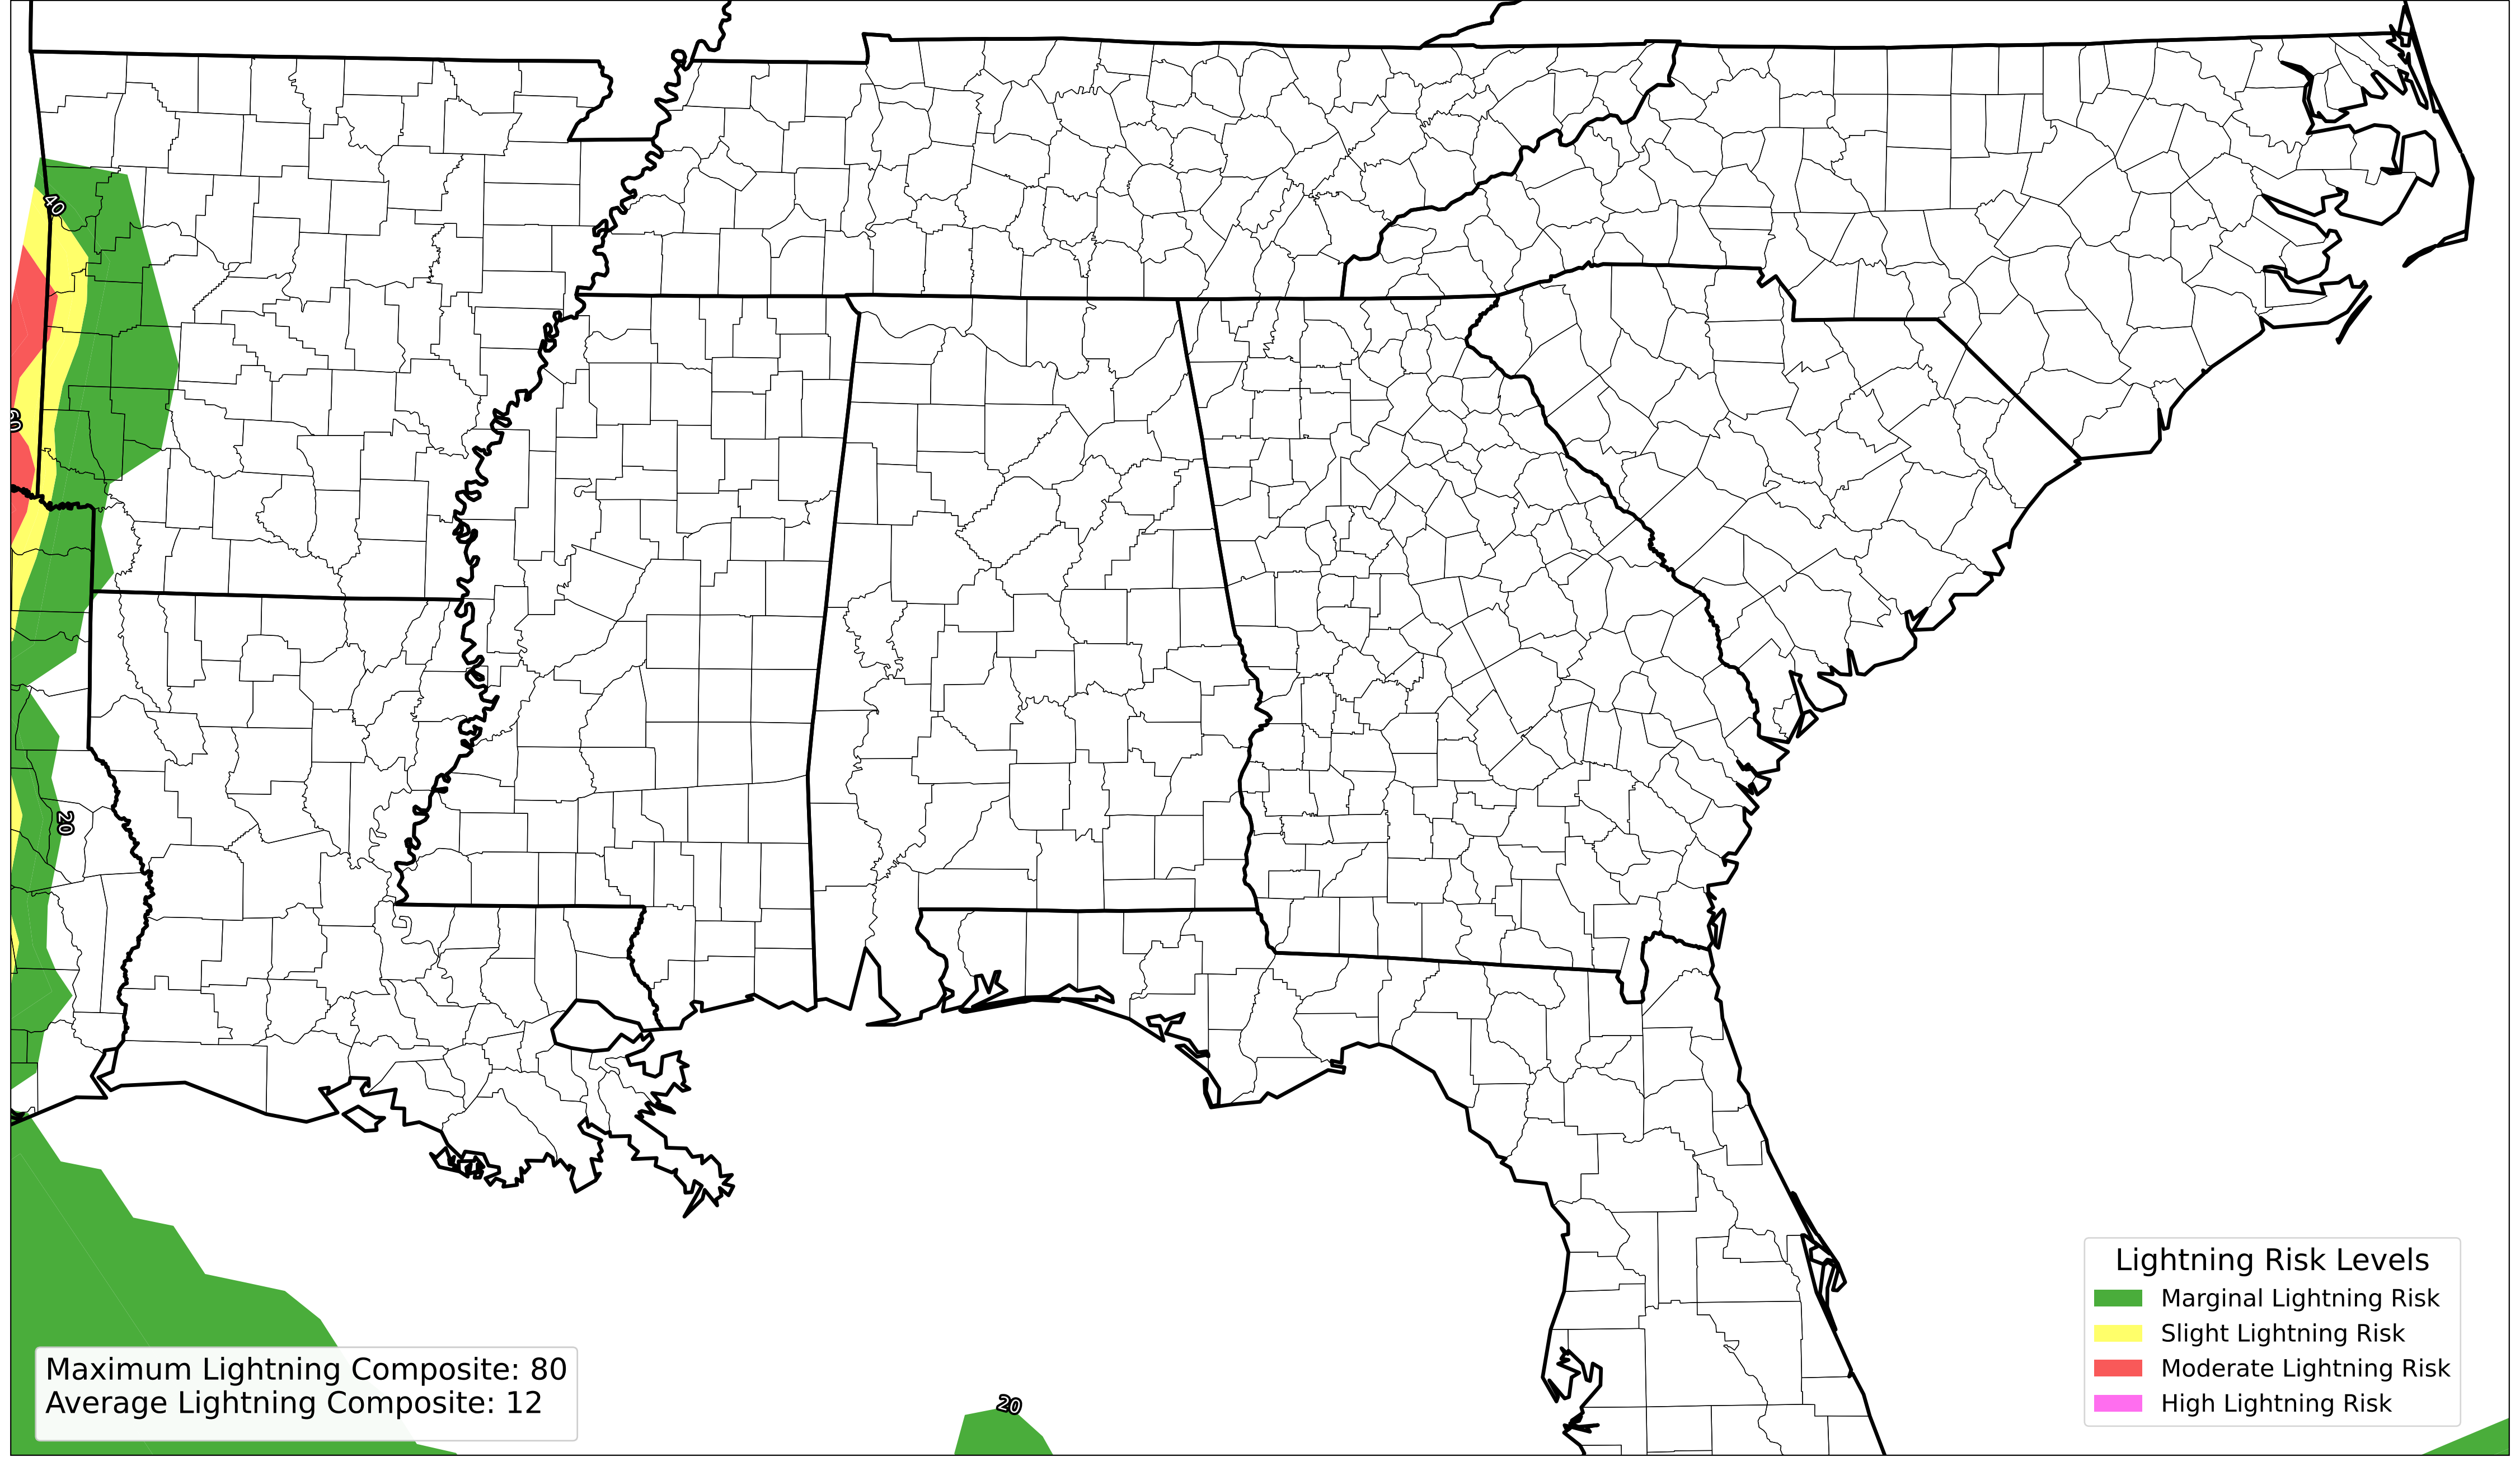 40
60
20
20
Maximum Lightning Composite: 80
Average Lightning Composite: 12
Lightning Risk Levels
Marginal Lightning Risk
Slight Lightning Risk
Moderate Lightning Risk
High Lightning Risk